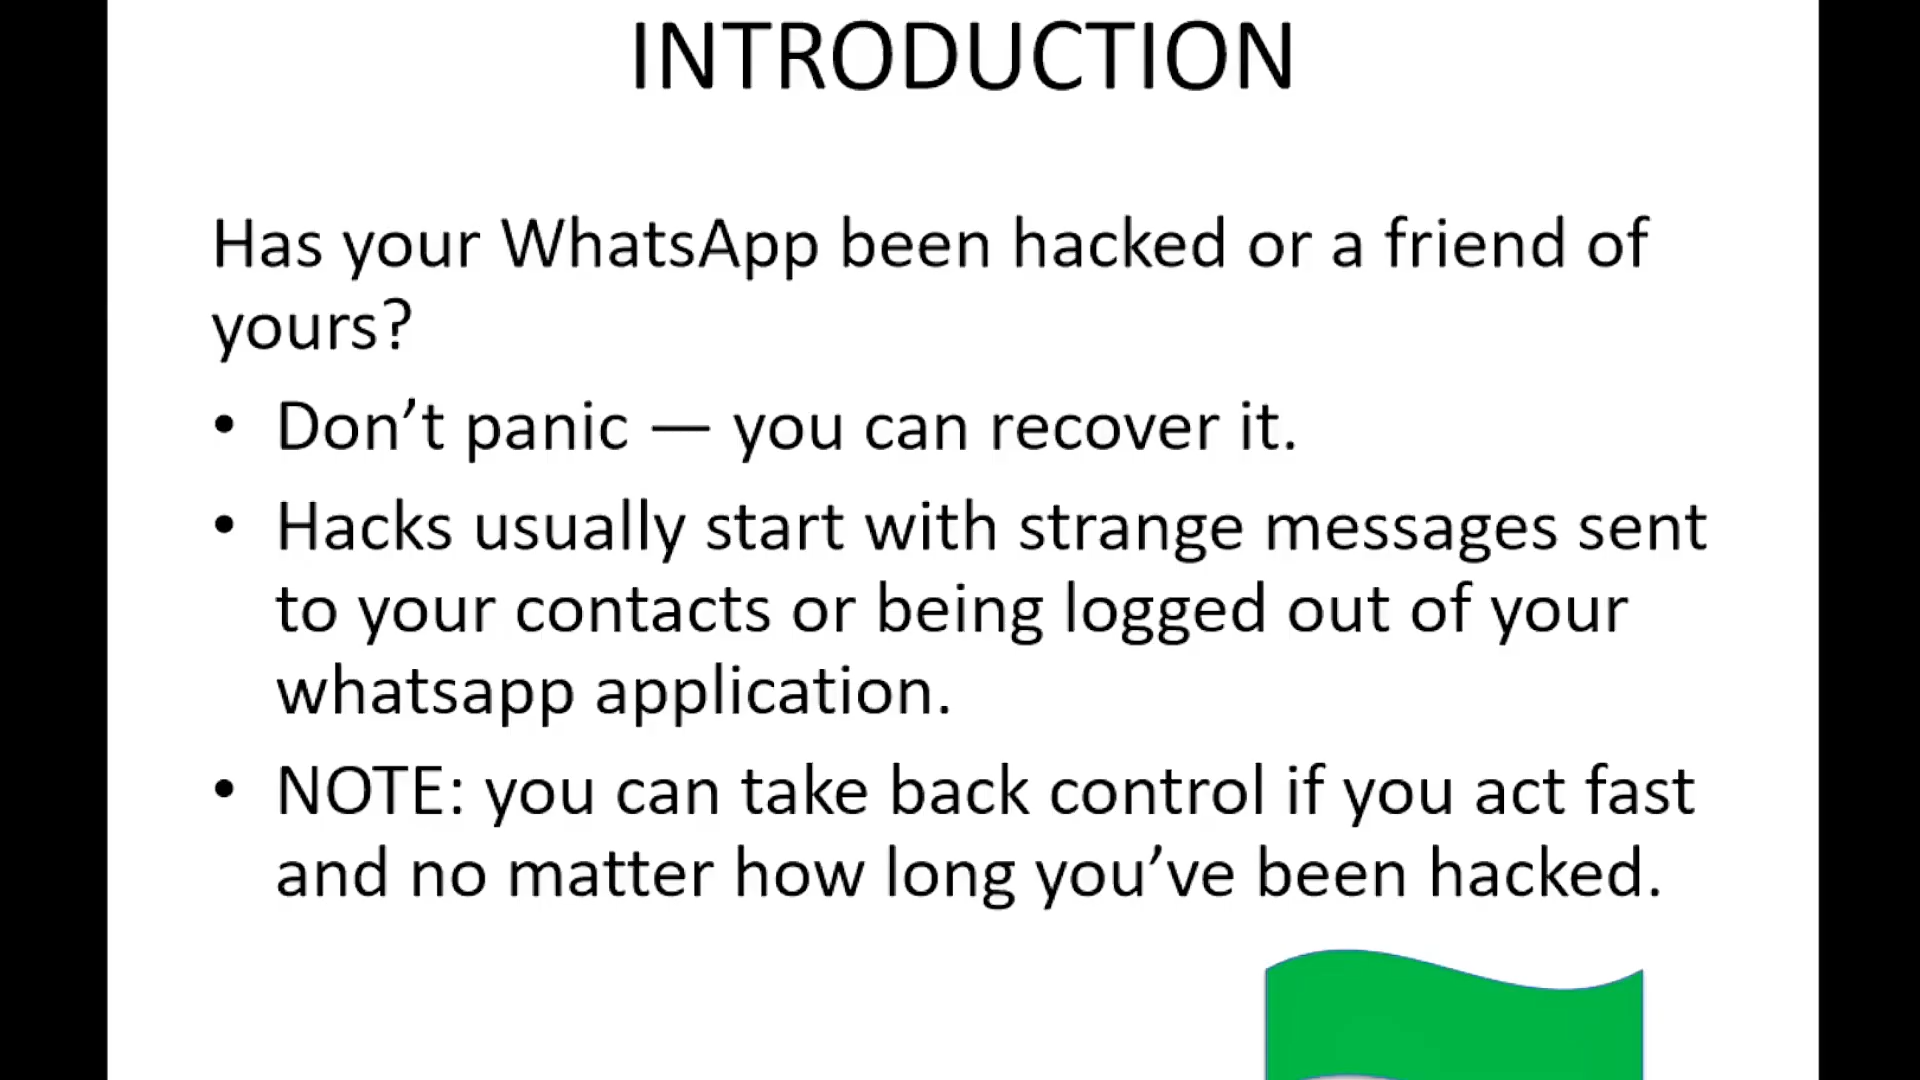 INTRODUCTION
Has your WhatsApp been hacked or a friend of
yours?
• Don’t panic — you can recover it.
• Hacks usually start with strange messages sent
to your contacts or being logged out of your
whatsapp application.
• NOTE: you can take back control if you act fast
and no matter how long you’ve been hacked.